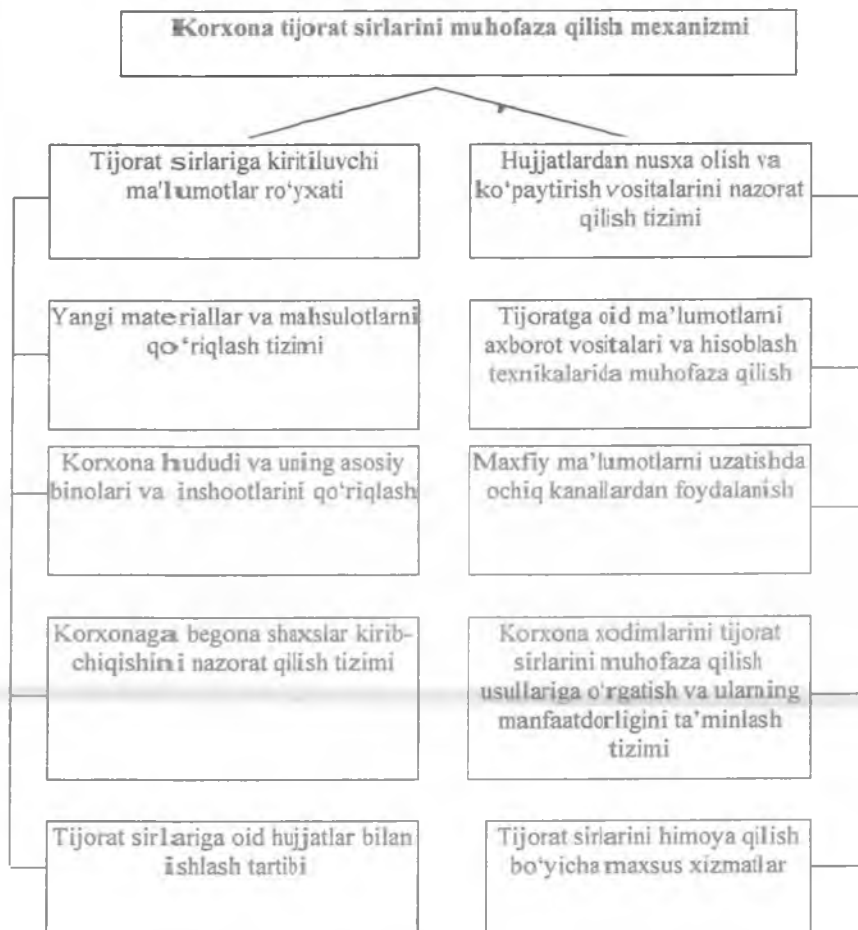 Korxona tijorat sirlarini muhofaza qilish mexanizmi
Tijorat sirlariga kiritiluvchi
ma'lumotlar ro‘yxati
Yangi materiallar va mahsulotlarni
qo‘riqlash tizimi
Korxona hududi va uning asosiy
binolari va inshootlarini qo‘riqlash
Korxonaga begona shaxslar kirib-
chiqishini nazorat qilish tizimi
Tijorat sirlariga oid hujjatlar bilan
ishlash tartibi
Hujjatlardan nusxa olish va
ko‘paytirish vositalarini nazorat
qilish tizimi
Tijoratga oid ma’lumotlarni
axborot vositalari va hisoblash
texnikalarida muhofaza qilish
Maxfiy ma’lumotlarni uzatishda
ochiq kanallardan foydalanish
Korxona xodimlarini tijorat
sirlarini muhofaza qilish
usullariga o‘rgatish va ularning
manfaatdorligini ta’minlash
tizimi
Tijorat sirlarini himoya qilish
bo‘yicha maxsus xizmatlar